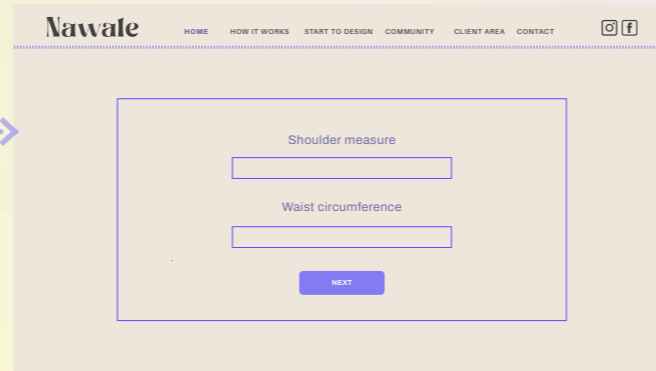 Nawale
HOME HOW IT WORKS START TO DESIGN COMMUNITY CLIENT AREA CONTACT
Shoulder measure
Waist circumference
NEXT